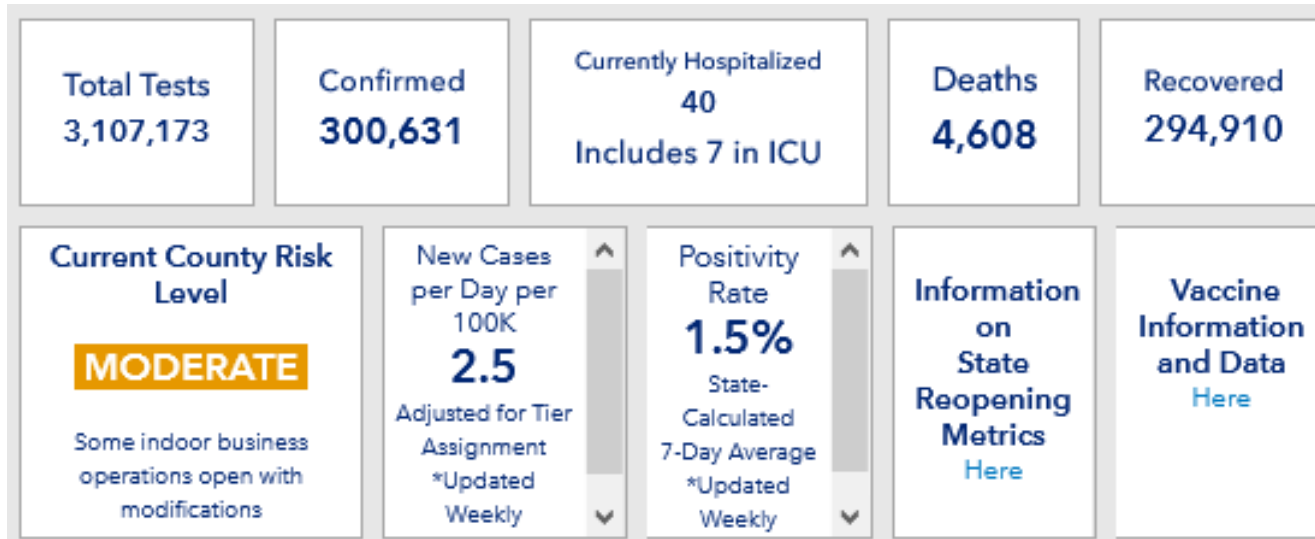 Total Tests
3,107,173
Confirmed
300,631
Currently Hospitalized
40
Includes 7 in ICU
Deaths
4,608
Recovered
294,910
Current County Risk
Level
MODERATE
Some indoor business
operations open with
modifications
New Cases
per Day per
100K
2.5
Adjusted for Tier
Assignment
*Updated
Weekly
Positivity
Rate
1.5%
State-
Calculated
7-Day Average
*Updated
Weekly
Information
on
State
Reopening
Metrics
Here
Vaccine
Information
and Data
Here